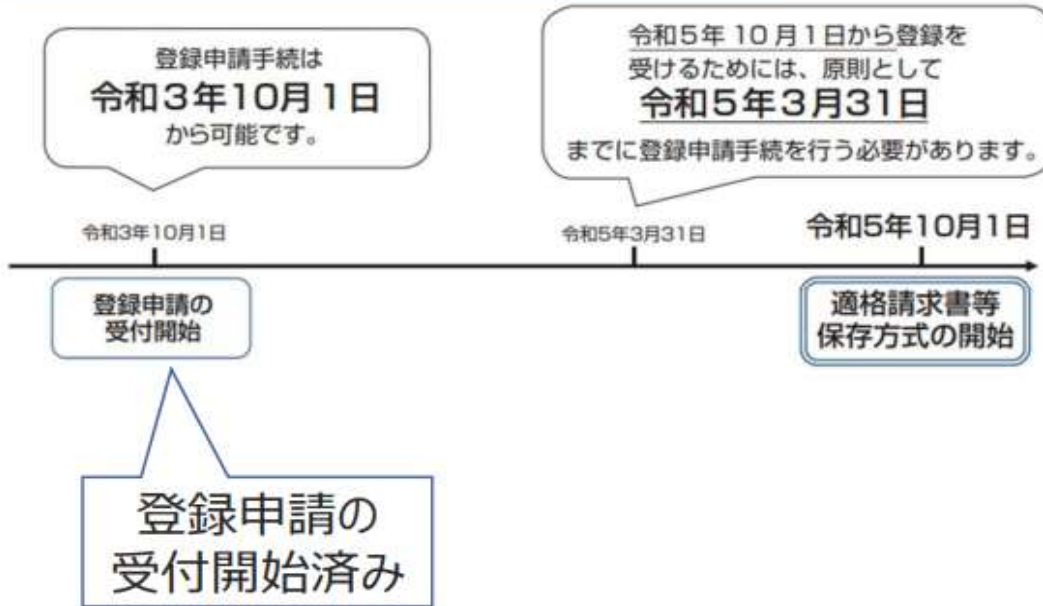 登録申請手続は
令和3年10月1日
から可能です。
令和5年10月1日から登録を
受けるためには、原則として
令和5年3月31日
までに登録申請手続を行う必要があります。
令和3年10月1日
令和5年3月31日
令和5年10月1日
登録申請の
受付開始
適格請求書等
保存方式の開始
登録申請の
受付開始済み